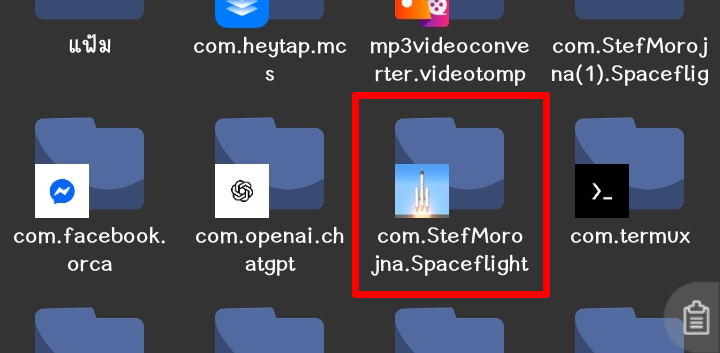 แฟ้ม
com.heytap.mc
s
mp3videoconve
rter.videotomp
com.StefMoroj
na(1).Spaceflig
com.facebook.
orca
com.openai.ch
atgpt
com.StefMoro
jna.Spaceflight
com.termux